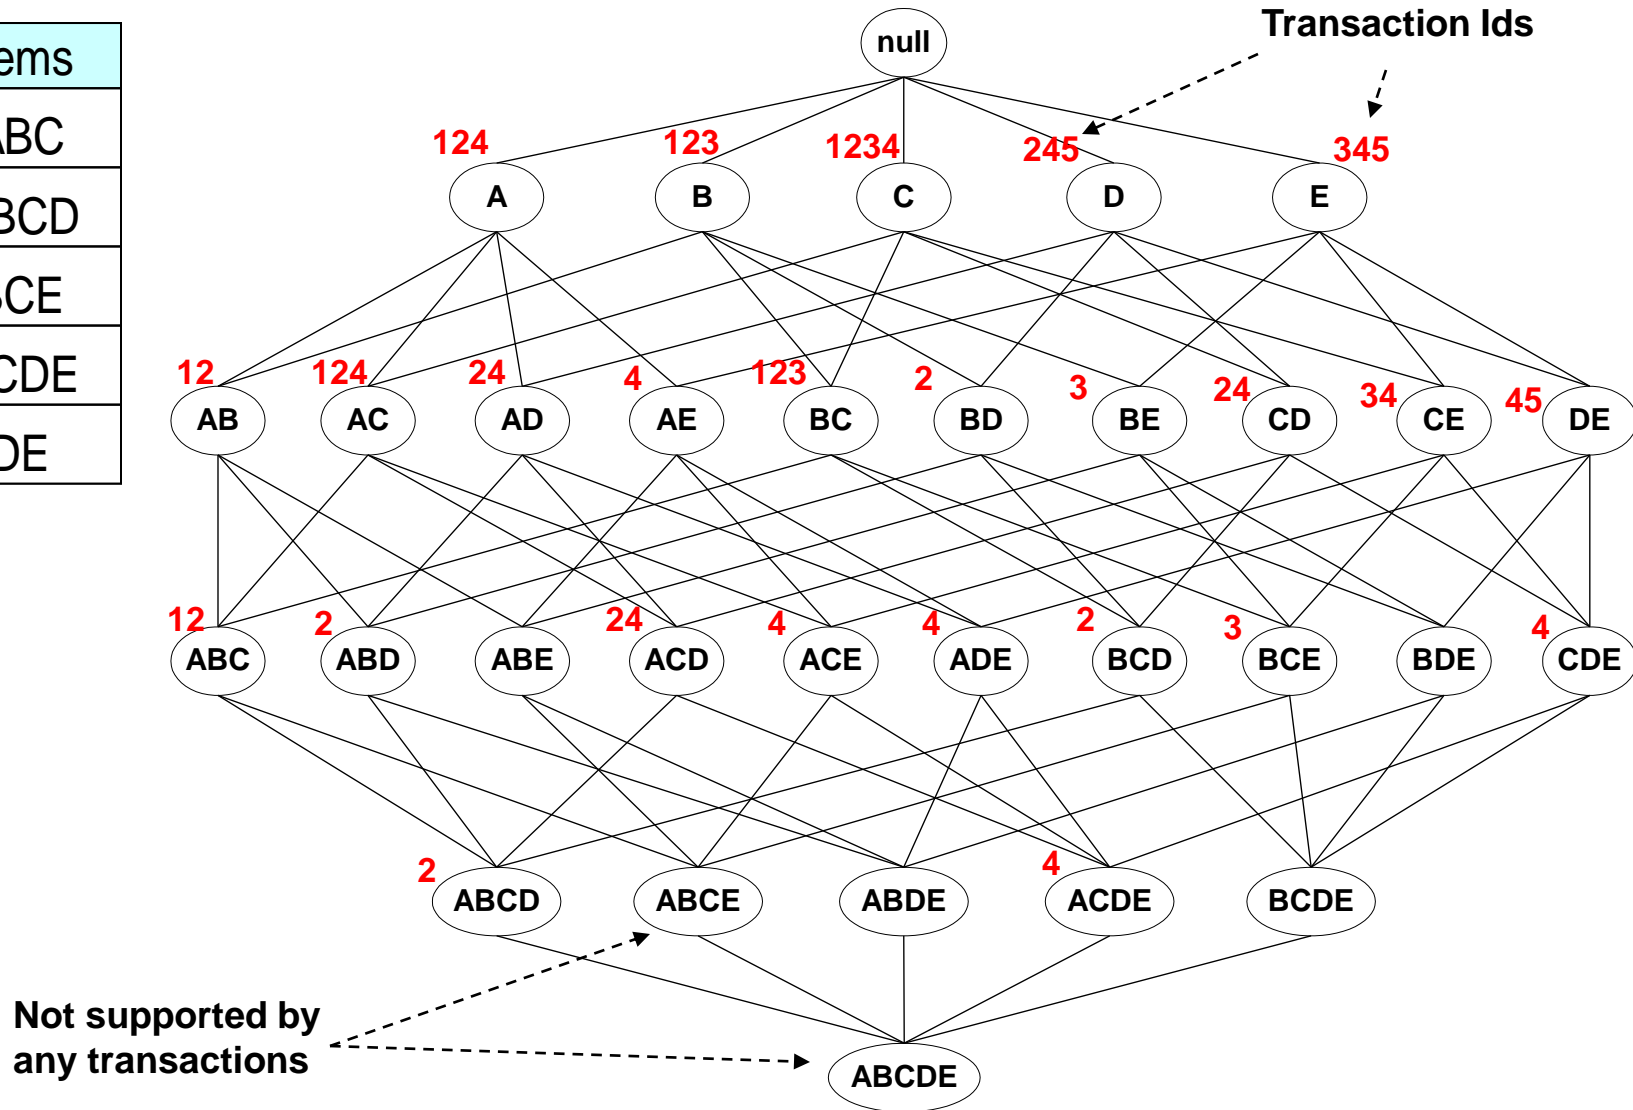 Transaction Ids
null
ems
ABC
BCD
BCE
CDE
DE
124
123
1234
245
345
A
B
C
D
E
12
124
24
4
123
2
3
24
34
45
AB
AC
AD
AE
BC
BD
BE
CD
CE
DE
12
2
24
4
4
2
3
4
ABC
ABD
ABE
ACD
ACE
ADE
BCD
BCE
BDE
CDE
2
4
ABCD
ABCE
ABDE
ACDE
BCDE
Not supported by
any transactions
ABCDE